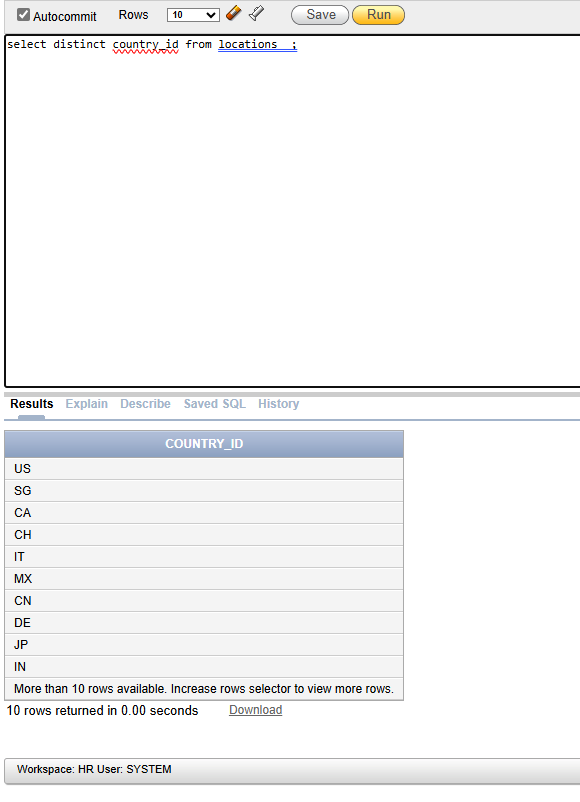 Autocommit Rows 10 Save Run
select distinct country_id from locations  ;
Results Explain Describe Saved SQL History
COUNTRY_ID
US
SG
CA
CH
IT
MX
CN
DE
JP
IN
More than 10 rows available. Increase rows selector to view more rows.
10 rows returned in 0.00 seconds Download
Workspace: HR User: SYSTEM